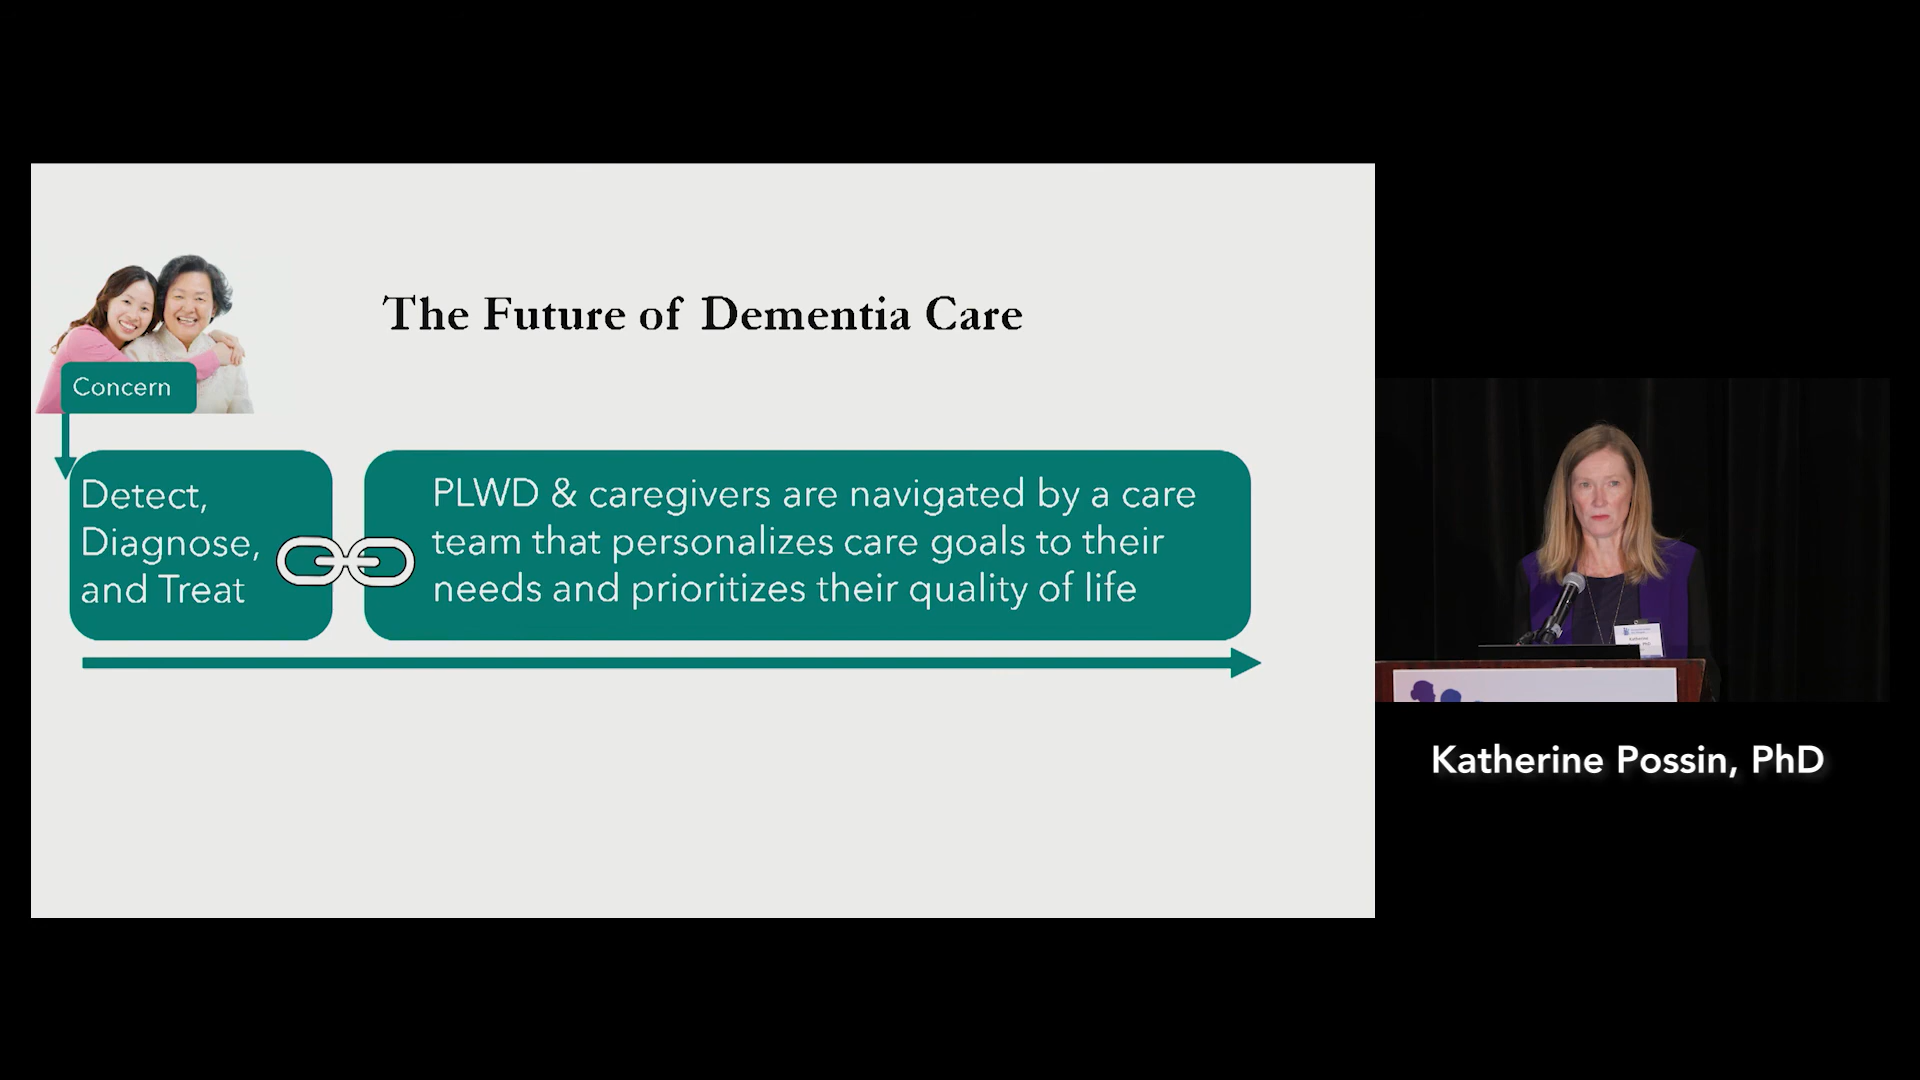 The Future of Dementia Care
Concern
Detect,
Diagnose,
and Treat
PLWD & caregivers are navigated by a care
team that personalizes care goals to their
needs and prioritizes their quality of life
Katherine Possin, PhD